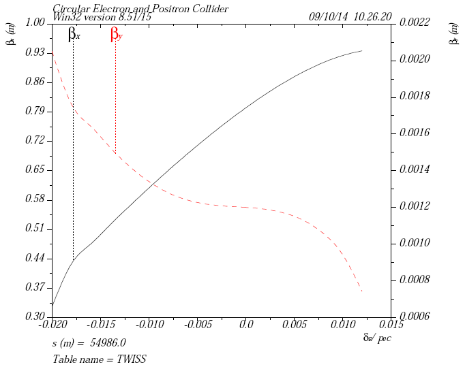 Circular Electron and Positron Collider
Win32 version 8.51/15 09/10/14 10.26.20
βx (m) βy (m)
βx βy
1.00 0.0022
0.93 0.0020
0.86 0.0018
0.79 0.0016
0.72 0.0014
0.65 0.0012
0.58 0.0010
0.51 0.0008
0.44 0.0006
0.37
0.30
-0.020 -0.015 -0.010 -0.005 0.0 0.005 0.010 0.015
δE/ p0c
s (m) = 54986.0
Table name = TWISS